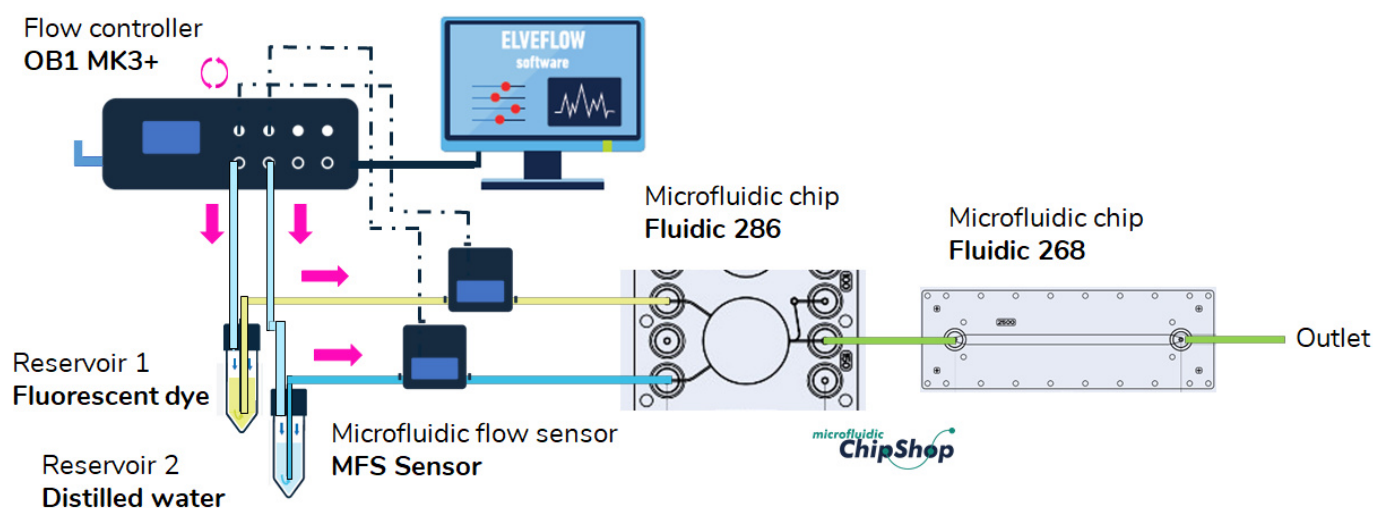 Flow controller
OB1 MK3+
ELVEFLOW
software
Microfluidic chip
Fluidic 286
Microfluidic chip
Fluidic 268
2500
Outlet
Reservoir 1
Fluorescent dye
Microfluidic flow sensor
MFS Sensor
Reservoir 2
Distilled water
microfluidic
ChipShop